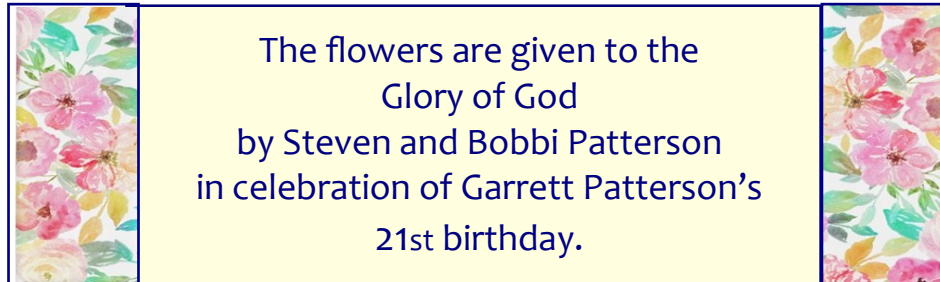 The flowers are given to the
Glory of God
by Steven and Bobbi Patterson
in celebration of Garrett Patterson’s
21st birthday.